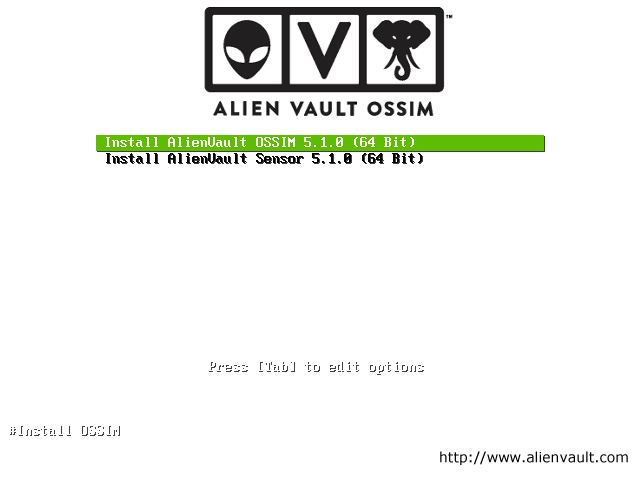 V ™
ALIEN VAULT OSSIM
Install AlienVault OSSIM 5.1.0 (64 Bit)
Install AlienVault Sensor 5.1.0 (64 Bit)
Press [Tab] to edit options
#Install OSSIM
http://www.alienvault.com